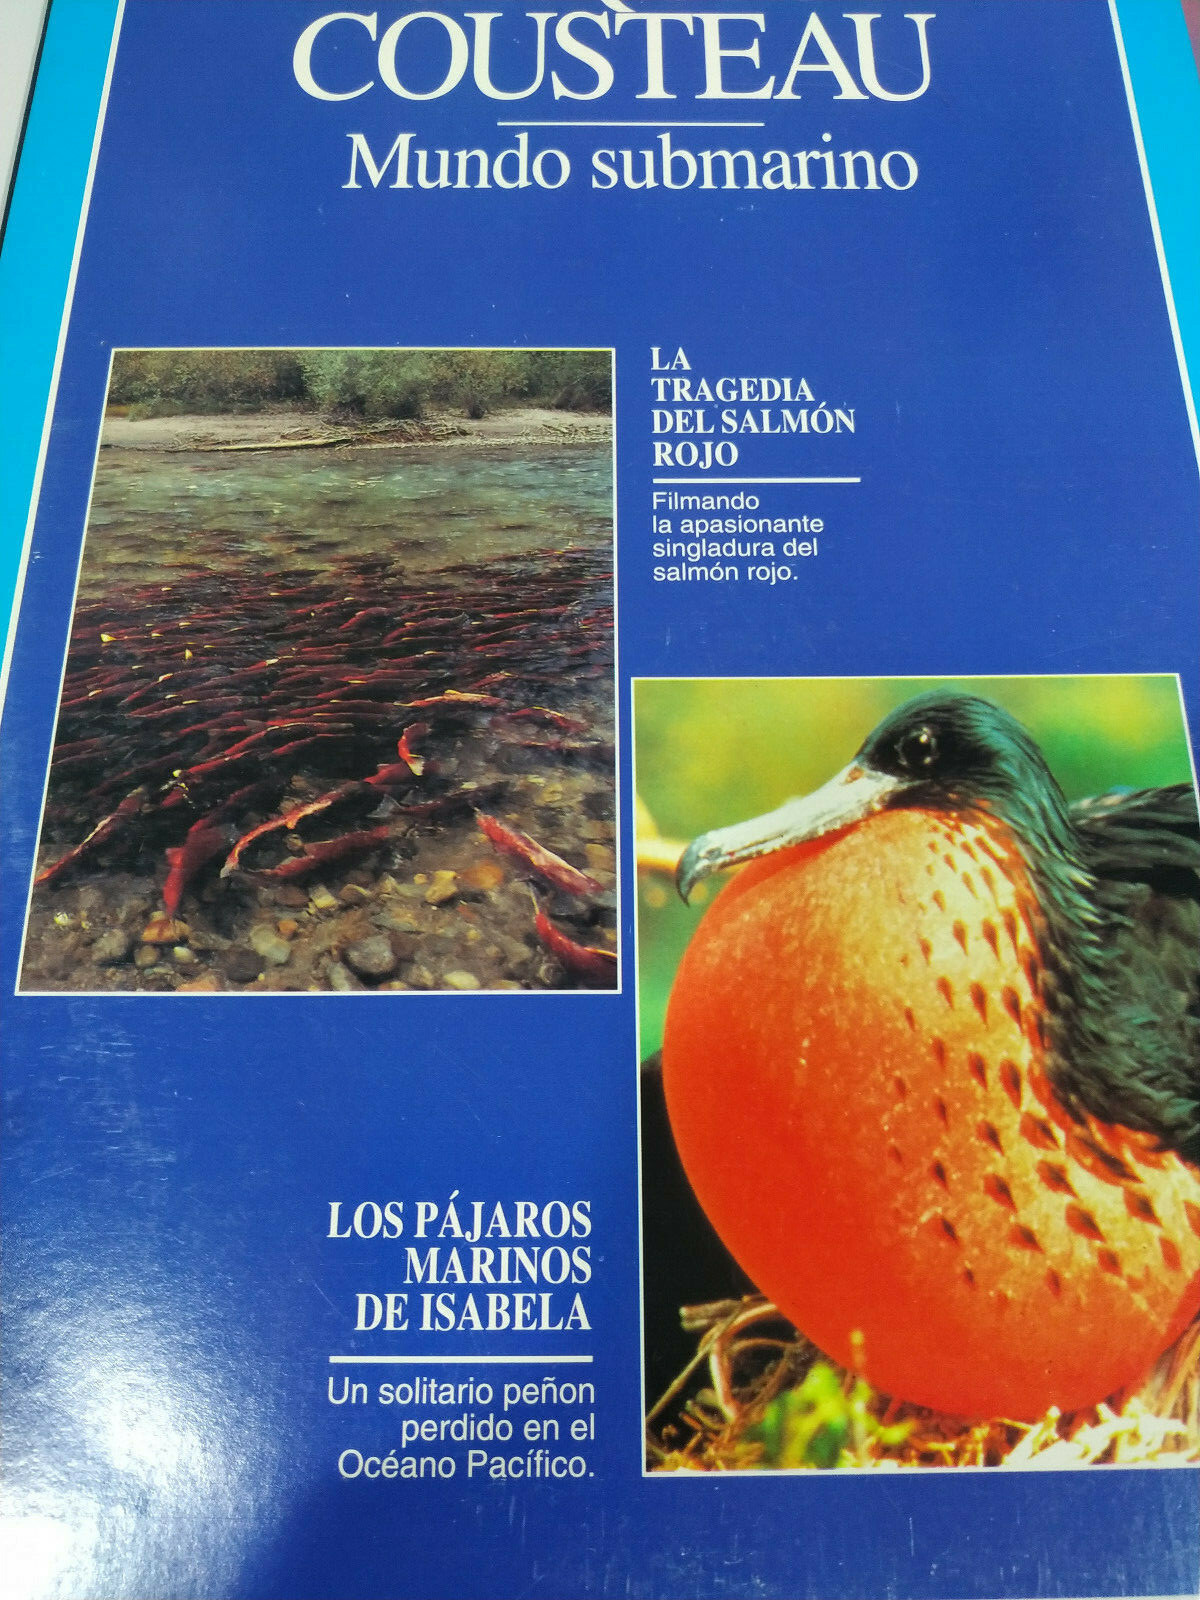 COUSTEAU
Mundo submarino
LA
TRAGEDIA
DEL SALMÓN
ROJO
Filmando
la apasionante
singladura del
salmón rojo.
LOS PÁJAROS
MARINOS
DE ISABELA
Un solitario peñon
perdido en el
Océano Pacífico.